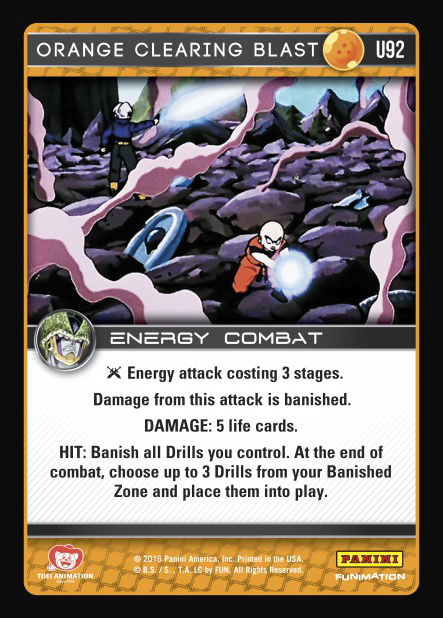 ORANGE CLEARING BLAST U92
ENERGY COMBAT
Energy attack costing 3 stages.
Damage from this attack is banished.
DAMAGE: 5 life cards.
HIT: Banish all Drills you control. At the end of
combat, choose up to 3 Drills from your Banished
Zone and place them into play.
TOEI ANIMATION
© 2016 Panini America, Inc. Printed in the USA.
© B.S. / S. , T.A. LC by FUN. All Rights Reserved.
PANINI
FUNIMATION